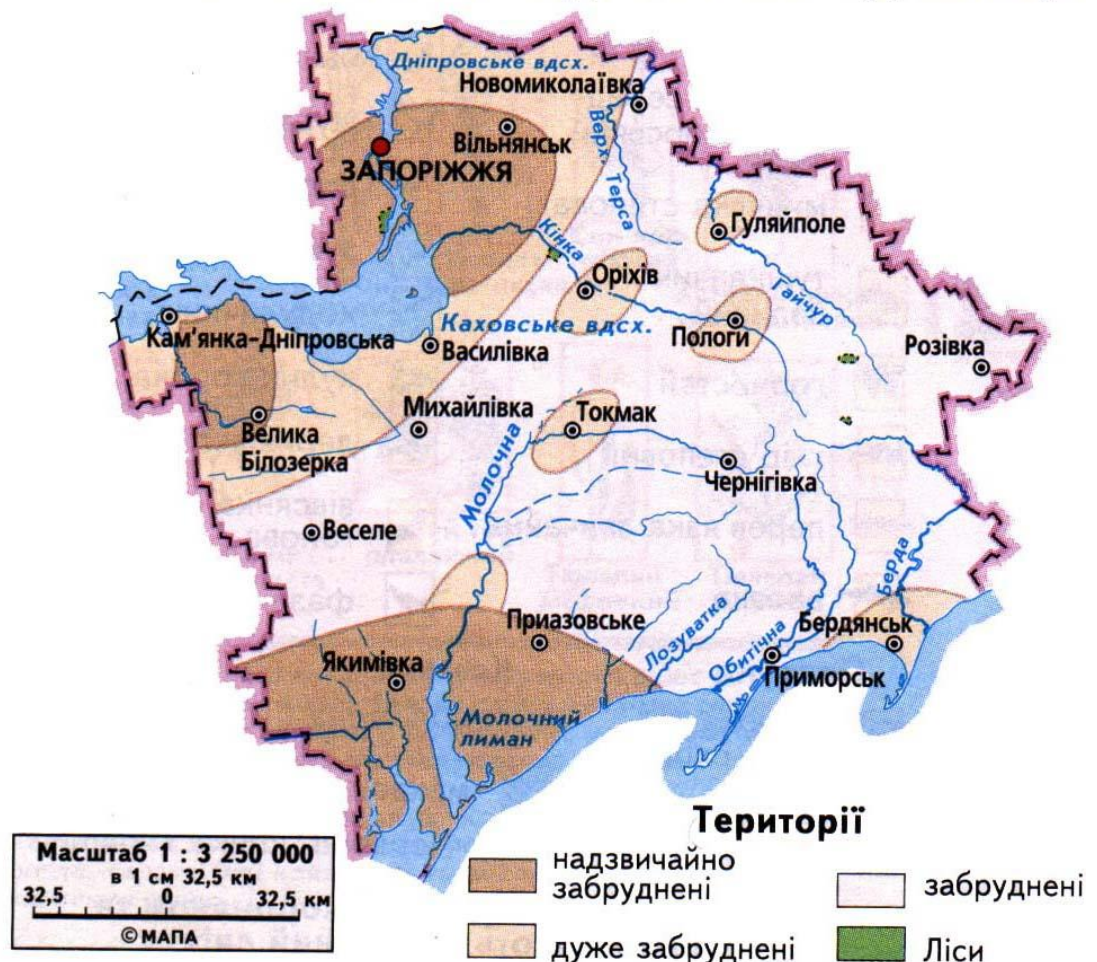 Дніпровське вдсх.
Новомиколаївка
Вільнянськ
ЗАПОРІЖЖЯ
Верх. Терса
Гуляйполе
Кінка
Оріхів
Гайчур
Каховське вдсх.
Кам'янка-Дніпровська
Василівка
Пологи
Розівка
Михайлівка
Токмак
Велика
Білозерка
Молочна
Чернігівка
Веселе
Берда
Приазовське
Лозуватка
Обитічна
Бердянськ
Якимівка
Приморськ
Молочний
лиман
Території
Масштаб 1 : 3 250 000
в 1 см 32,5 км
32,5 0 32,5 км
© МАПА
надзвичайно
забруднені
забруднені
дуже забруднені
Ліси